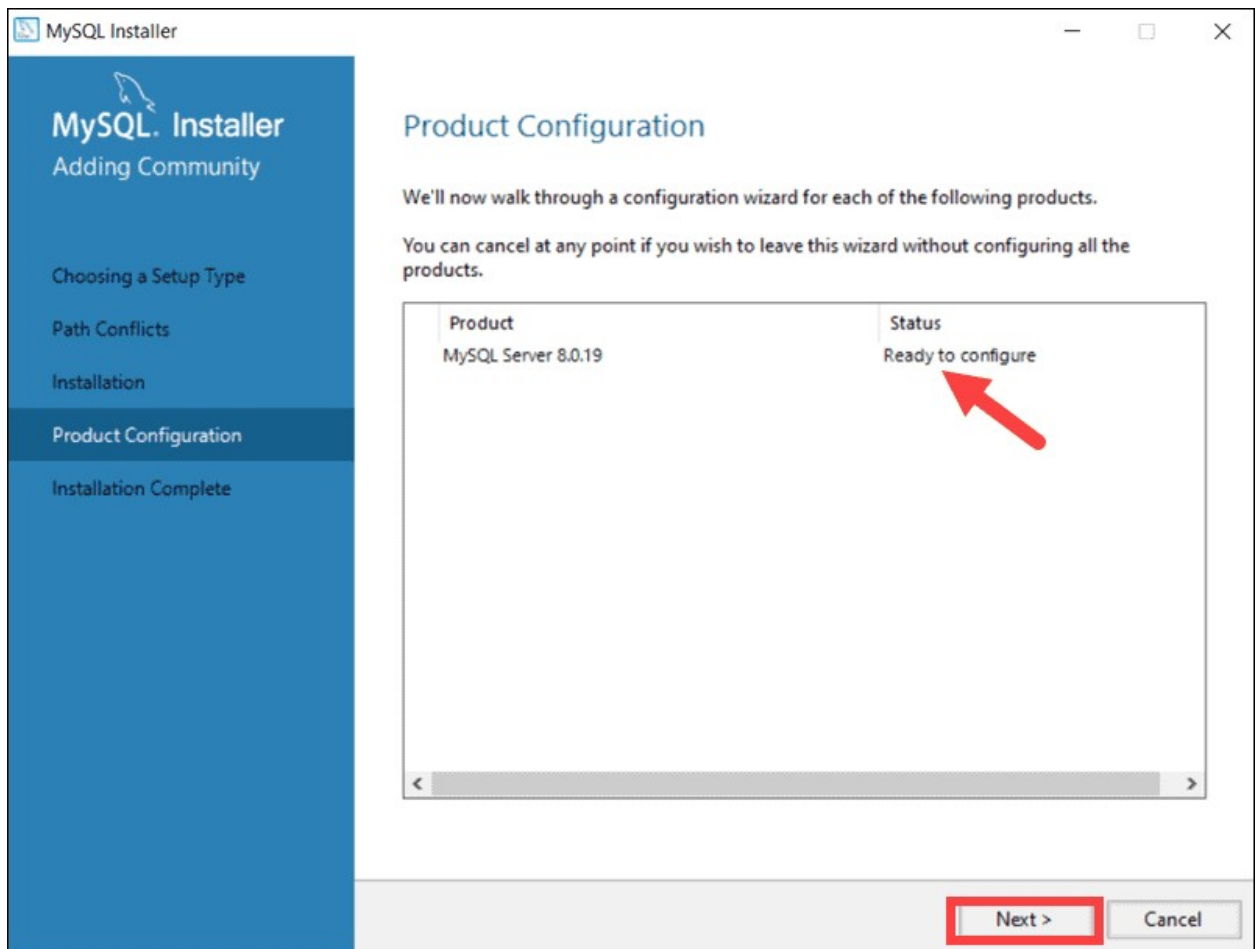 MySQL Installer
MySQL. Installer
Adding Community
Choosing a Setup Type
Path Conflicts
Installation
Product Configuration
Installation Complete
Product Configuration
We'll now walk through a configuration wizard for each of the following products.
You can cancel at any point if you wish to leave this wizard without configuring all the
products.
Product Status
MySQL Server 8.0.19 Ready to configure
Next > Cancel